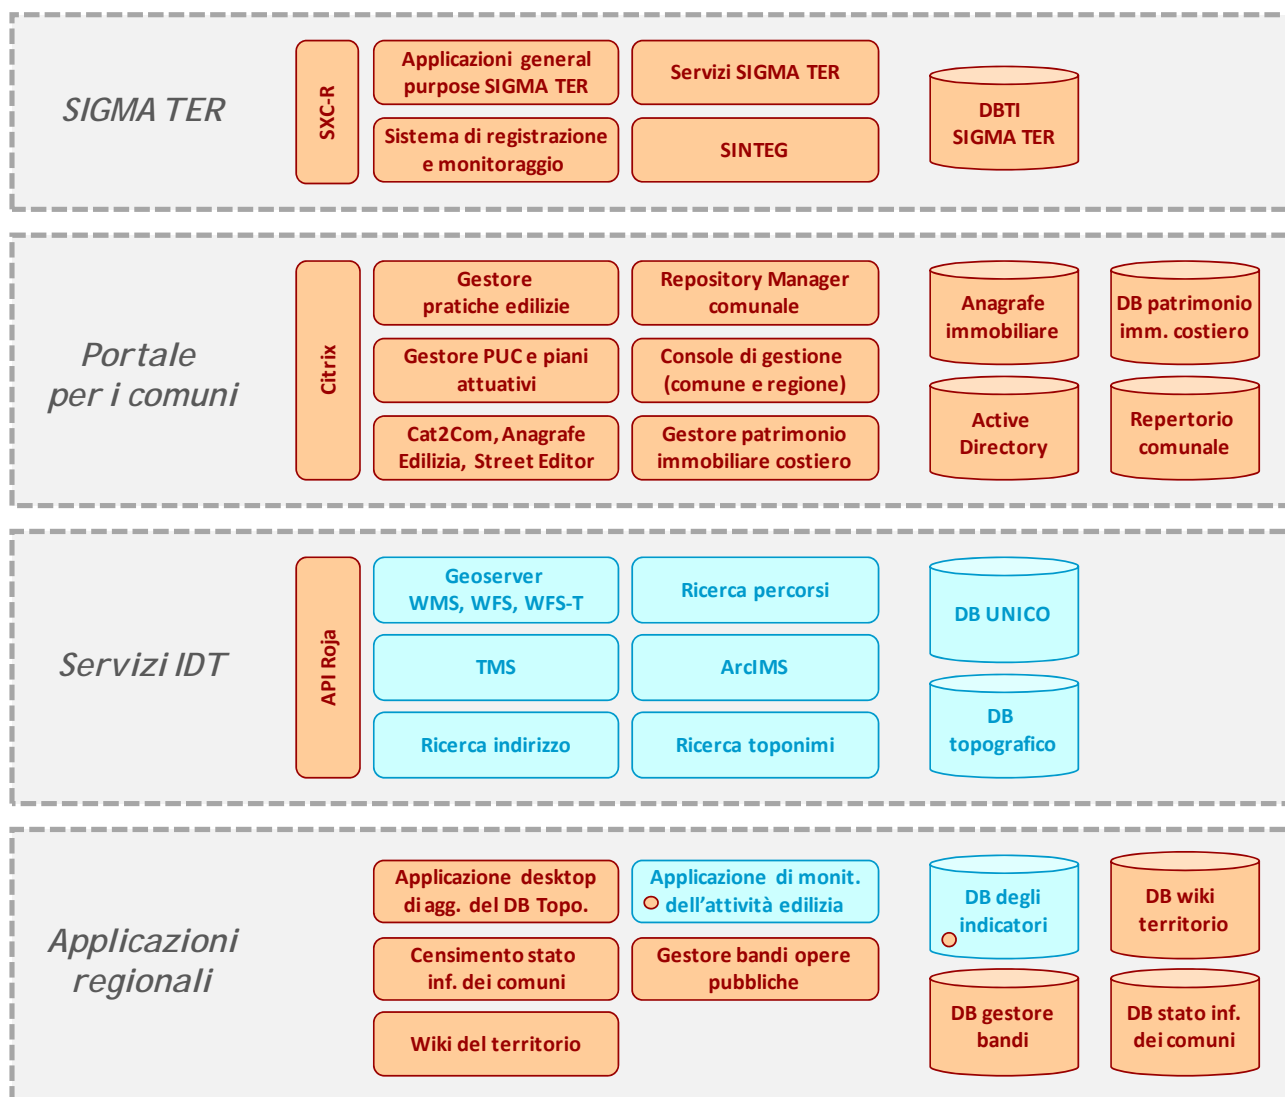 SIGMA TER
SXC-R
Applicazioni general
purpose SIGMA TER
Servizi SIGMA TER
Sistema di registrazione
e monitoraggio
SINTEG
DBTI
SIGMA TER
Portale
per i comuni
Citrix
Gestore
pratiche edilizie
Repository Manager
comunale
Gestore PUC e piani
attuativi
Console di gestione
(comune e regione)
Cat2Com, Anagrafe
Edilizia, Street Editor
Gestore patrimonio
immobiliare costiero
Anagrafe
immobiliare
DB patrimonio
imm. costiero
Active
Directory
Repertorio
comunale
Servizi IDT
API Roja
Geoserver
WMS, WFS, WFS-T
Ricerca percorsi
TMS
ArcIMS
Ricerca indirizzo
Ricerca toponimi
DB UNICO
DB
topografico
Applicazioni
regionali
Applicazione desktop
di agg. del DB Topo.
Applicazione di monit.
dell'attività edilizia
Censimento stato
inf. dei comuni
Gestore bandi opere
pubbliche
Wiki del territorio
DB degli
indicatori
DB wiki
territorio
DB gestore
bandi
DB stato inf.
dei comuni